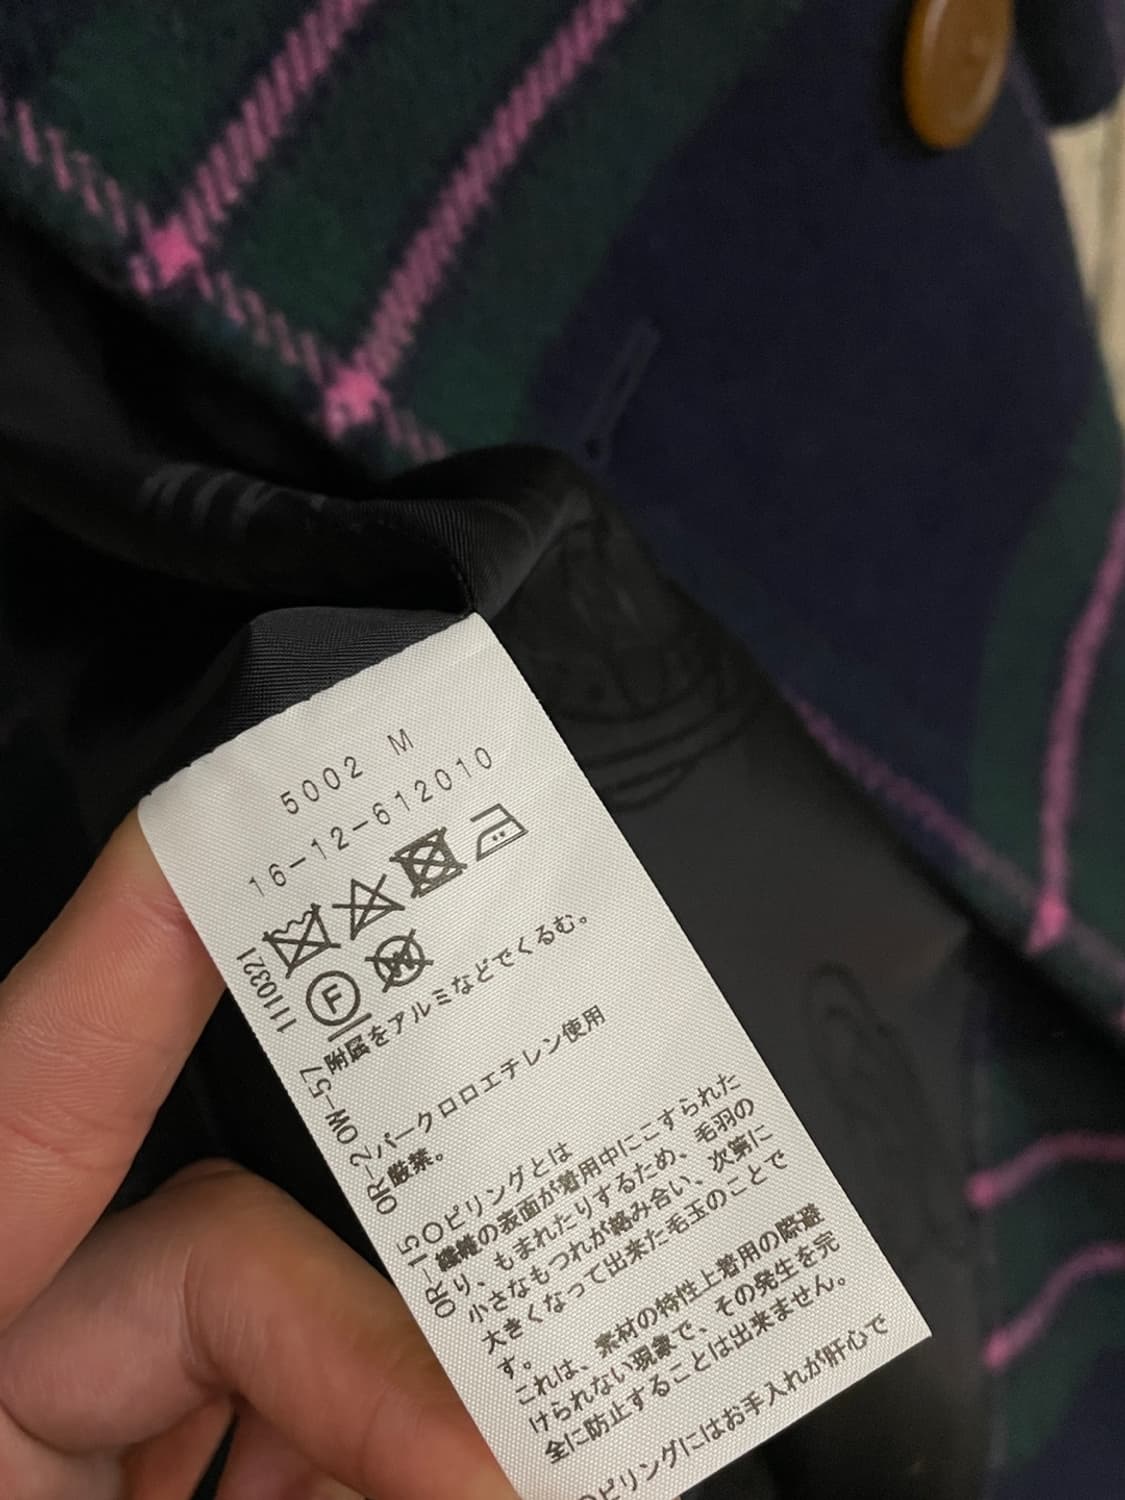 5002 M
16-12-612010
F
W
1110321
OW-57
OR-2
OR-15
附属をアルミなどでくるむ。
パークロロエチレン使用
厳禁。
○ピリングとは
繊維の表面が着用中にこすられた
り、もまれたりするため、毛羽の
小さなもつれが絡み合い、次第に
大きくなって出来た毛玉のことで
す。
これは、素材の特性上着用の際避
けられない現象で、その発生を完
全に防止することは出来ません。
○ピリングにはお手入れが肝心で